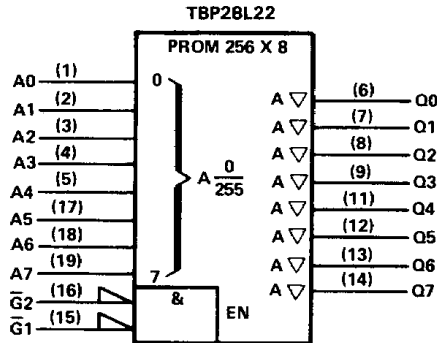 TBP28L22
PROM 256 X 8
A0 (1) 0
A1 (2)
A2 (3)
A3 (4)
A4 (5)
A5 (17)
A6 (18)
A7 (19) 7
G̅2 (16)
G̅1 (15)
A 0/255
& EN
A ▽ (6) Q0
A ▽ (7) Q1
A ▽ (8) Q2
A ▽ (9) Q3
A ▽ (11) Q4
A ▽ (12) Q5
A ▽ (13) Q6
A ▽ (14) Q7